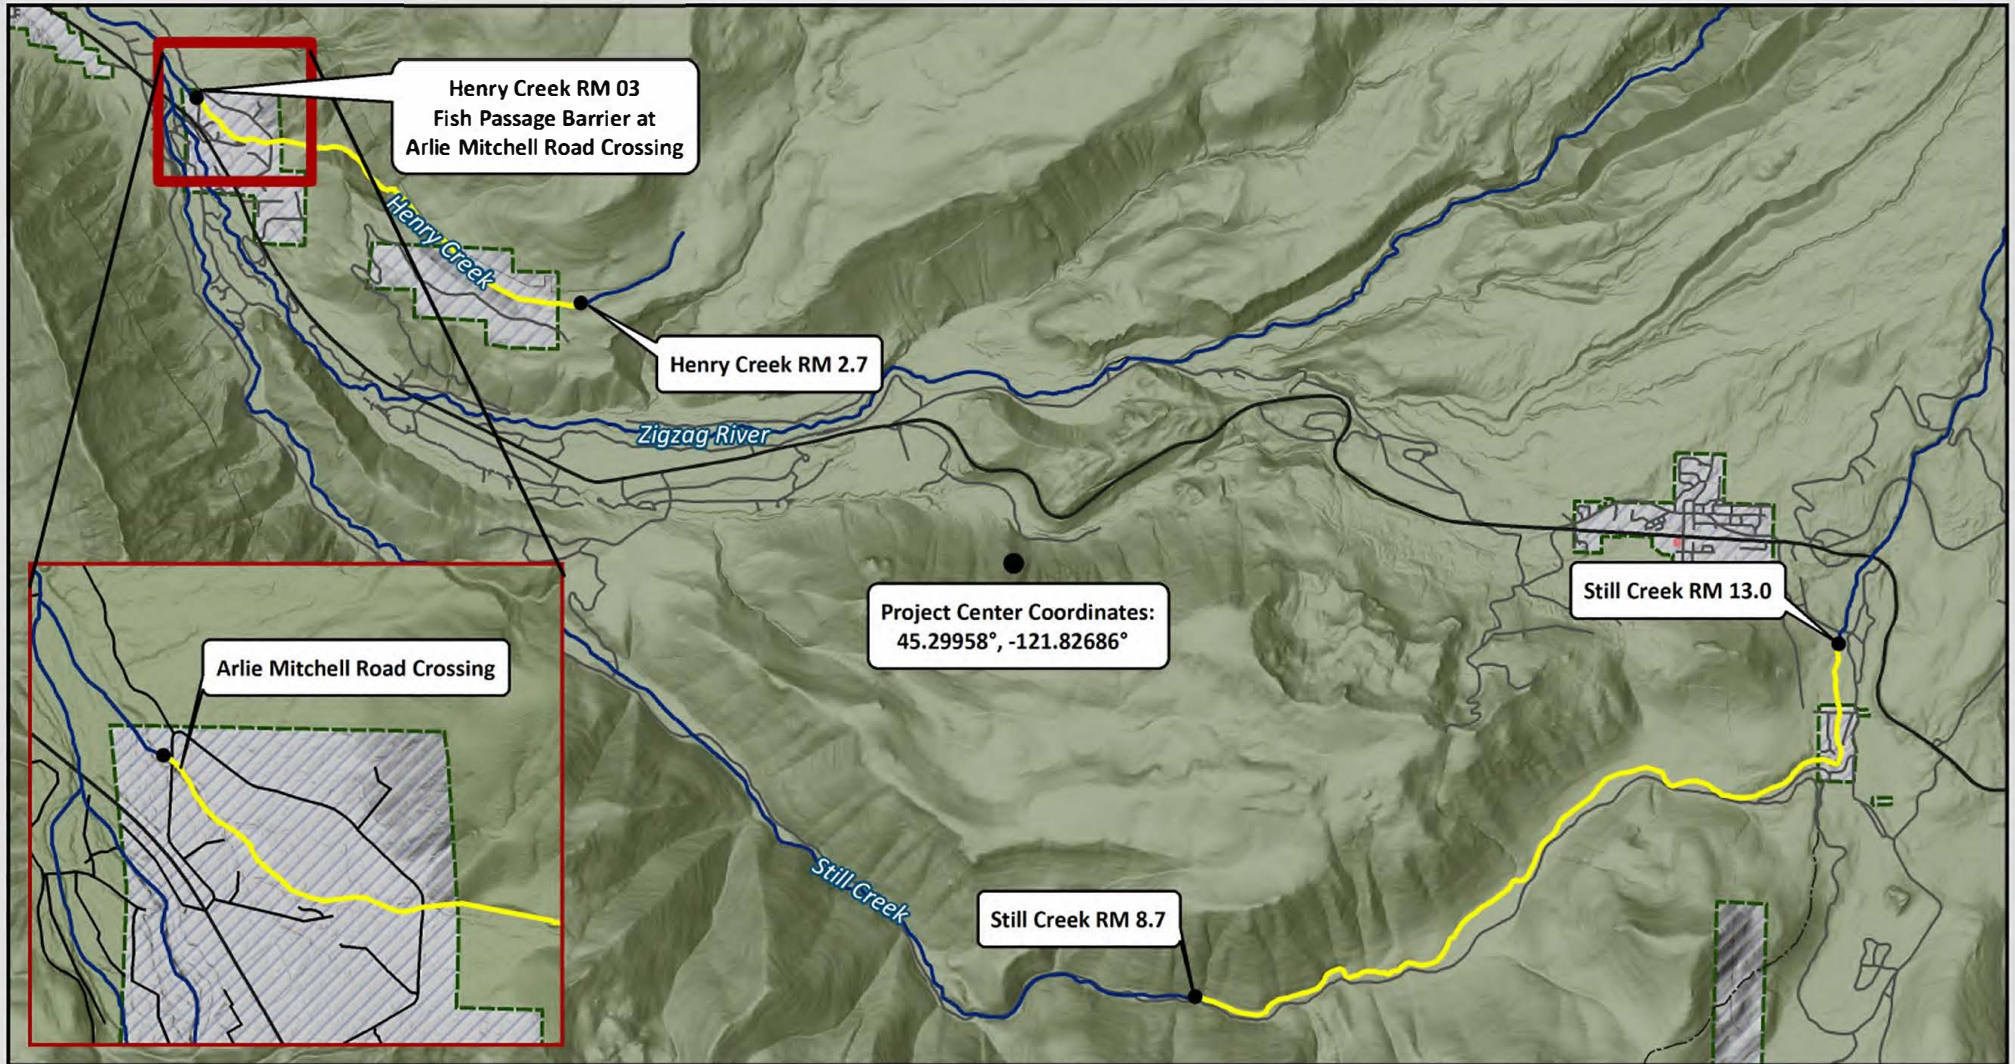 Henry Creek RM 03
Fish Passage Barrier at
Arlie Mitchell Road Crossing
Henry Creek
Henry Creek RM 2.7
Zigzag River
Project Center Coordinates:
45.29958°, -121.82686°
Still Creek RM 13.0
Arlie Mitchell Road Crossing
Still Creek
Still Creek RM 8.7